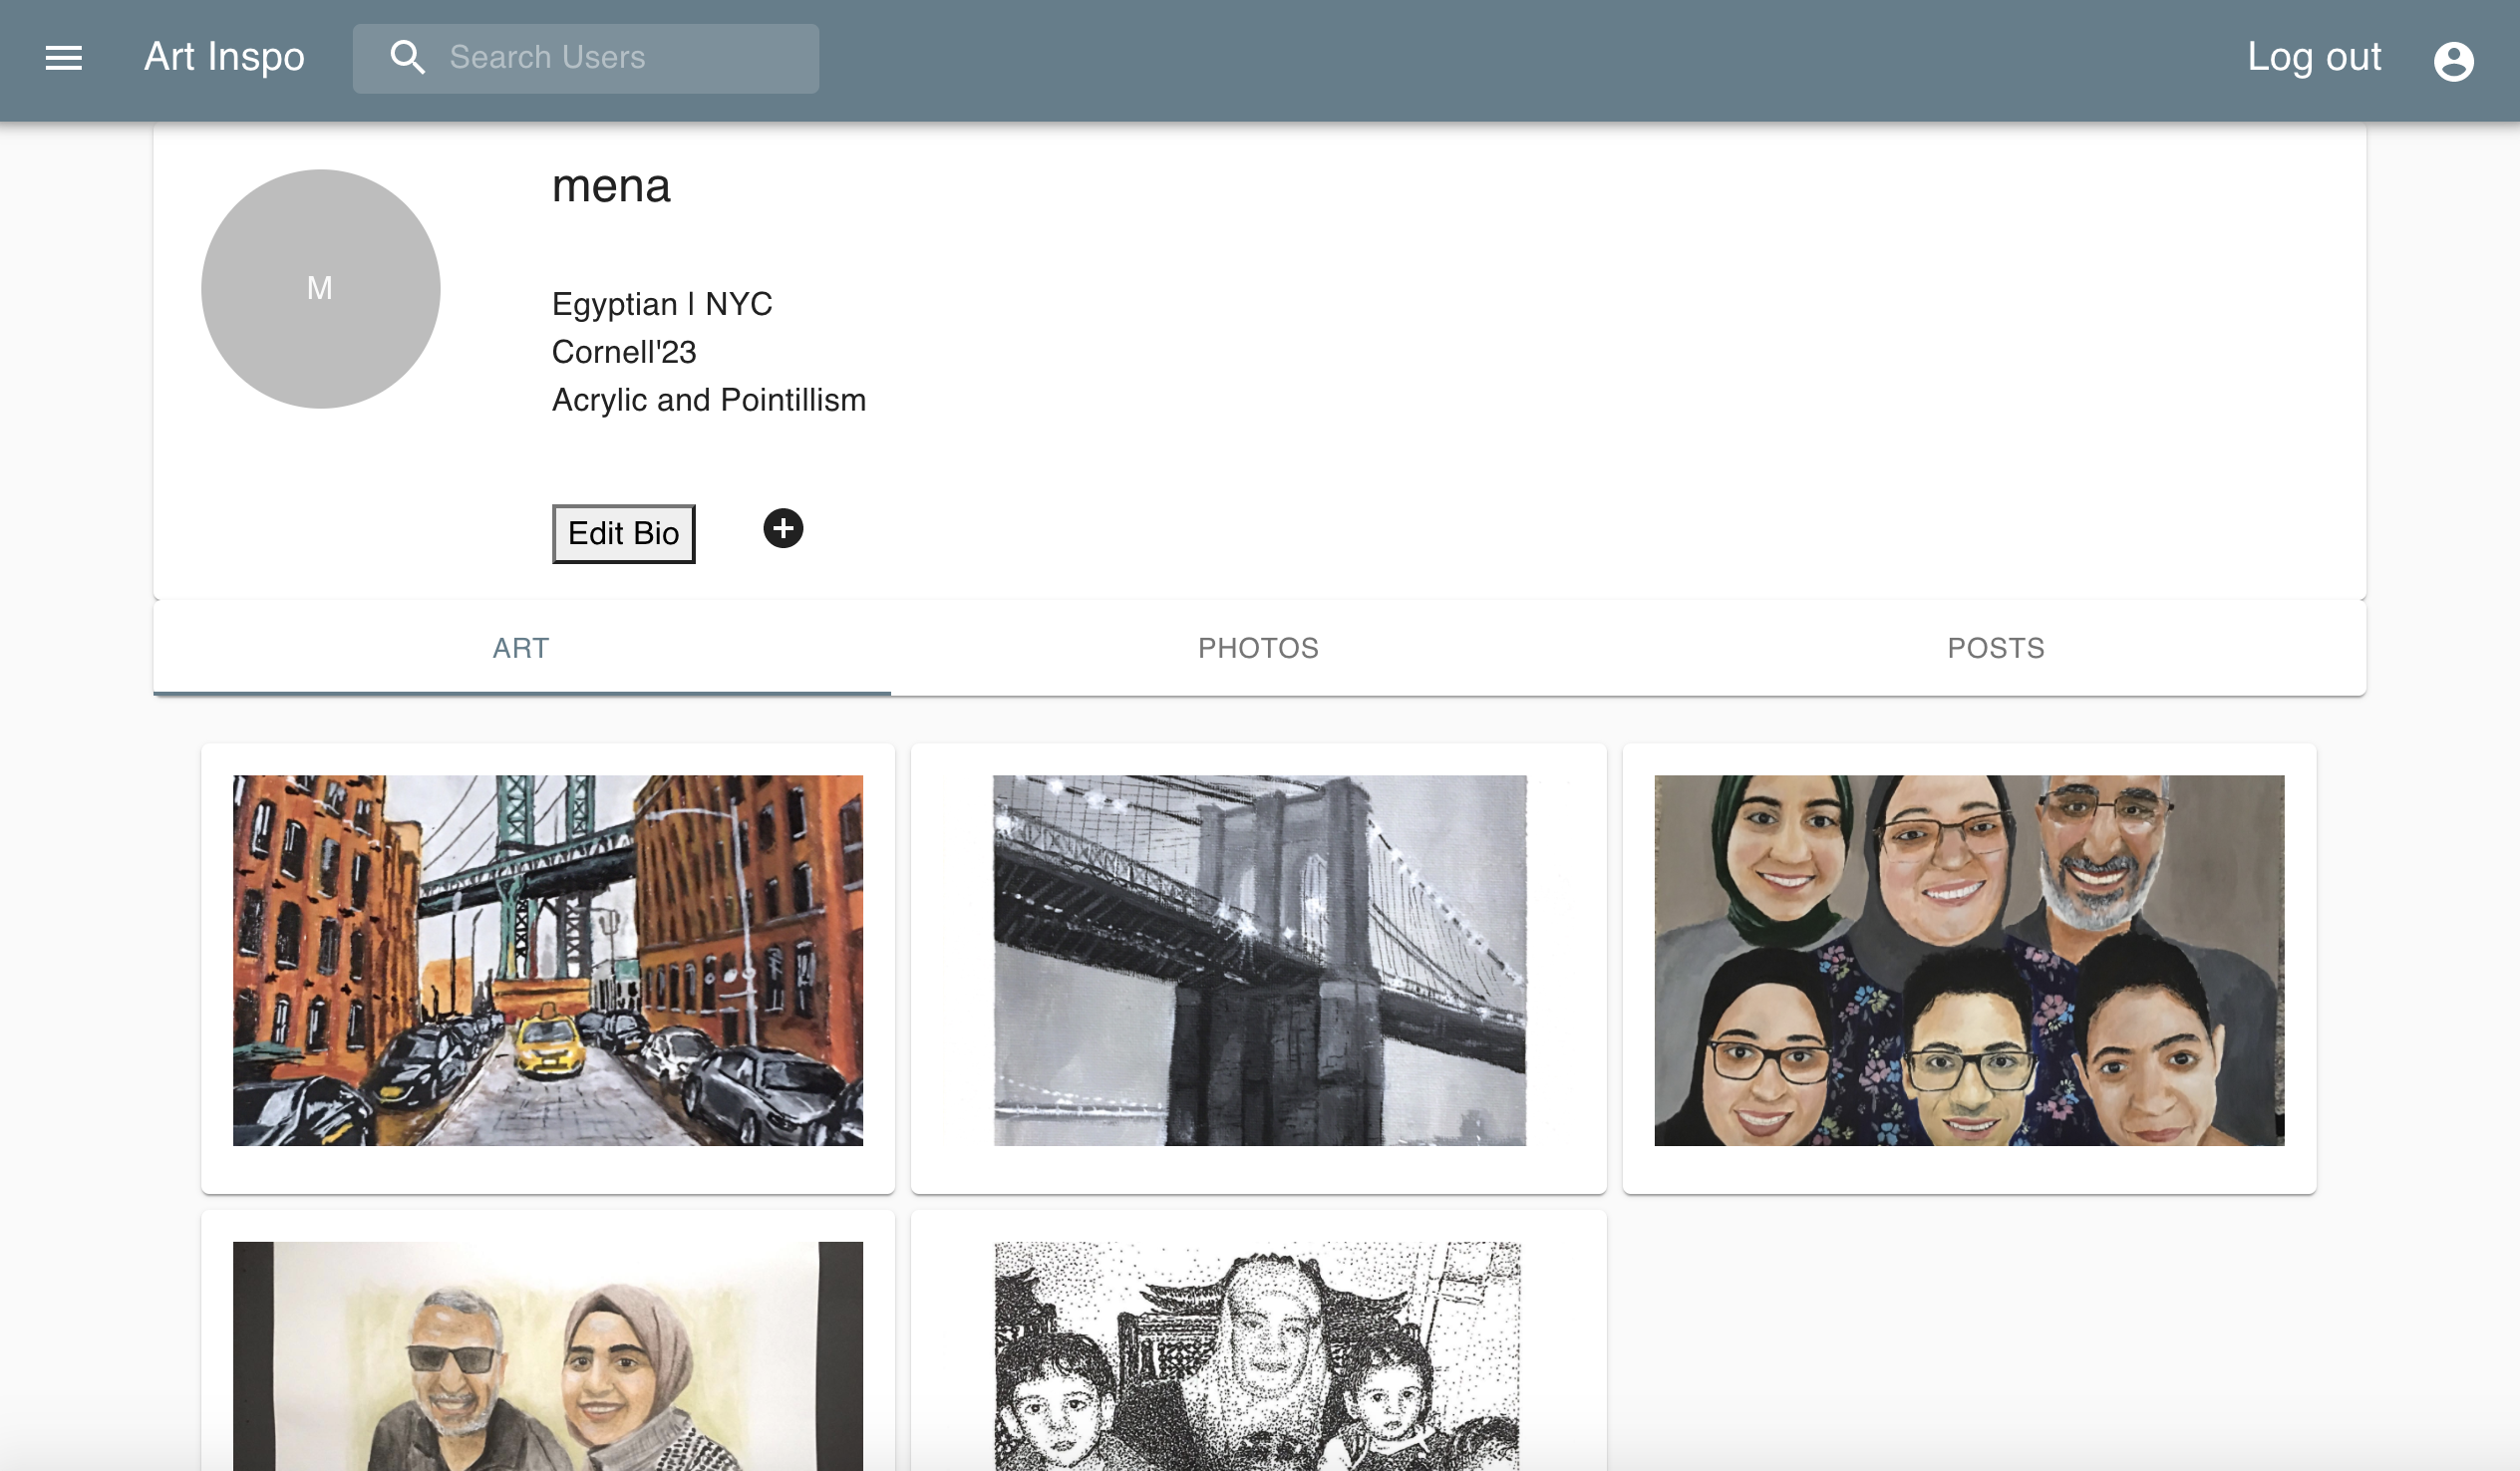 Art Inspo
Search Users
Log out
M
mena
Egyptian | NYC
Cornell'23
Acrylic and Pointillism
Edit Bio
ART
PHOTOS
POSTS